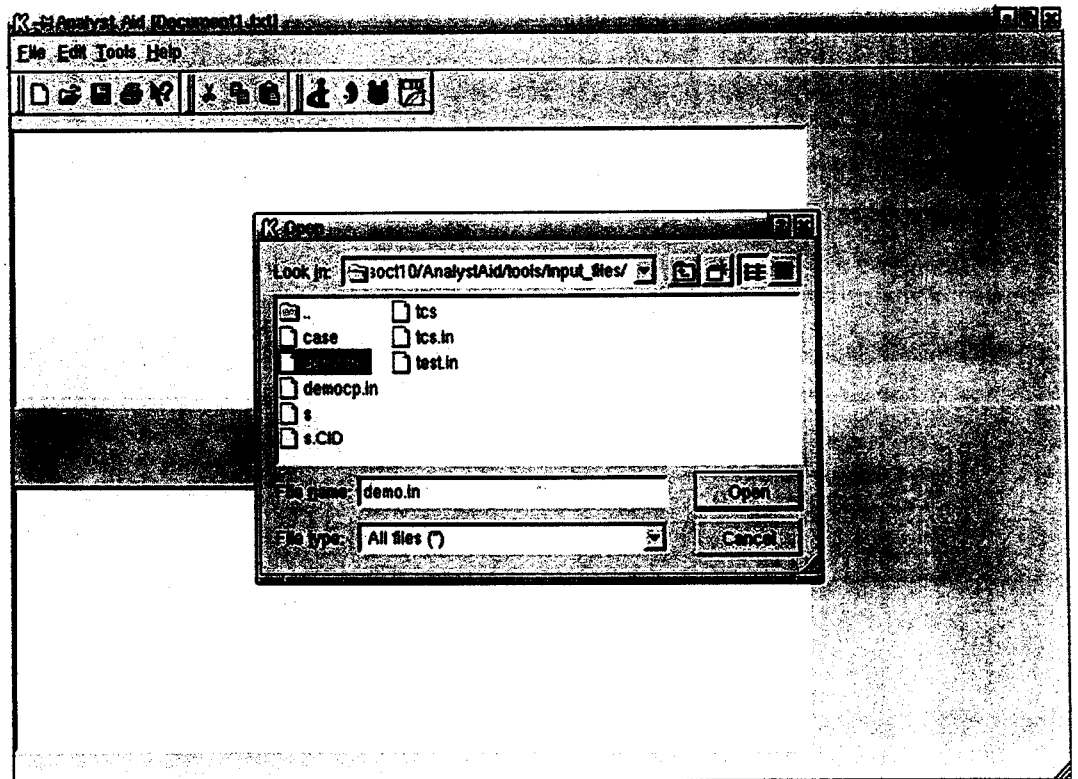 Analyst Aid [Document1.txt]
File Edit Tools Help
Open
Look in: soct10/AnalystAid/tools/input_files/
..
case
democp.in
s
s.CID
tcs
tcs.in
test.in
File name: demo.in
Open
File type: All files (*)
Cancel